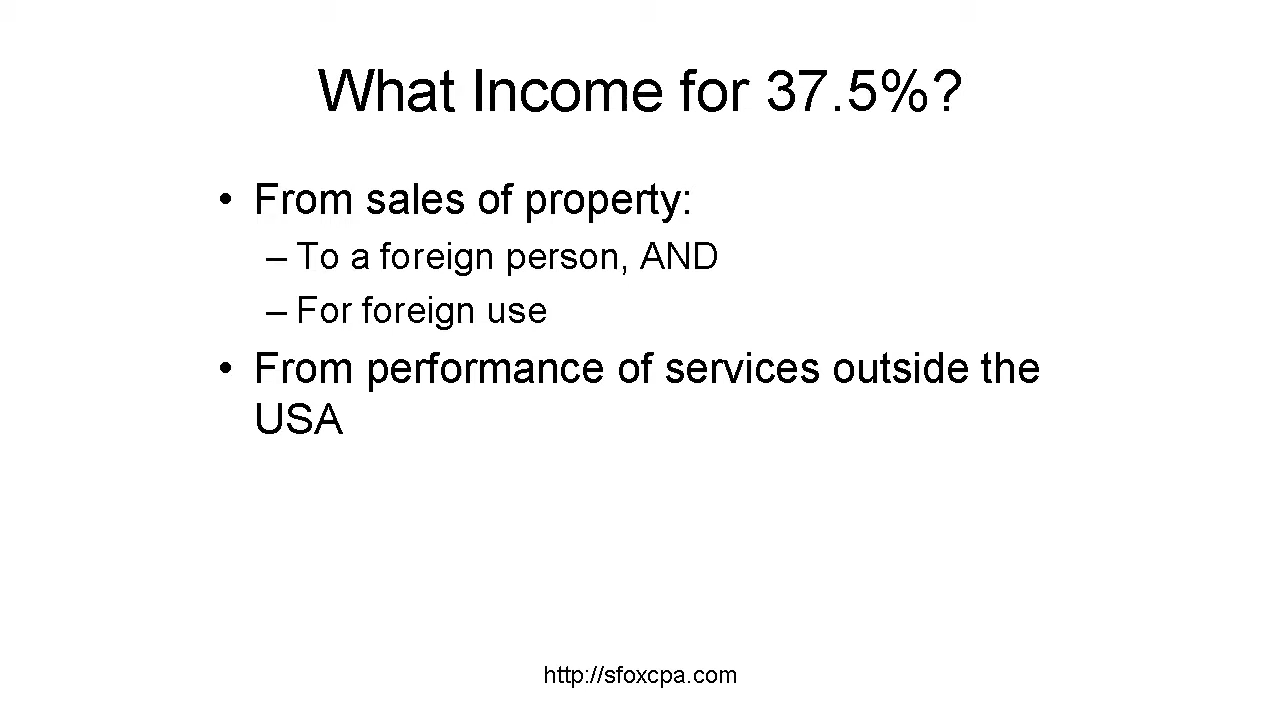 What Income for 37.5%?
• From sales of property:
– To a foreign person, AND
– For foreign use
• From performance of services outside the
USA
http://sfoxcpa.com